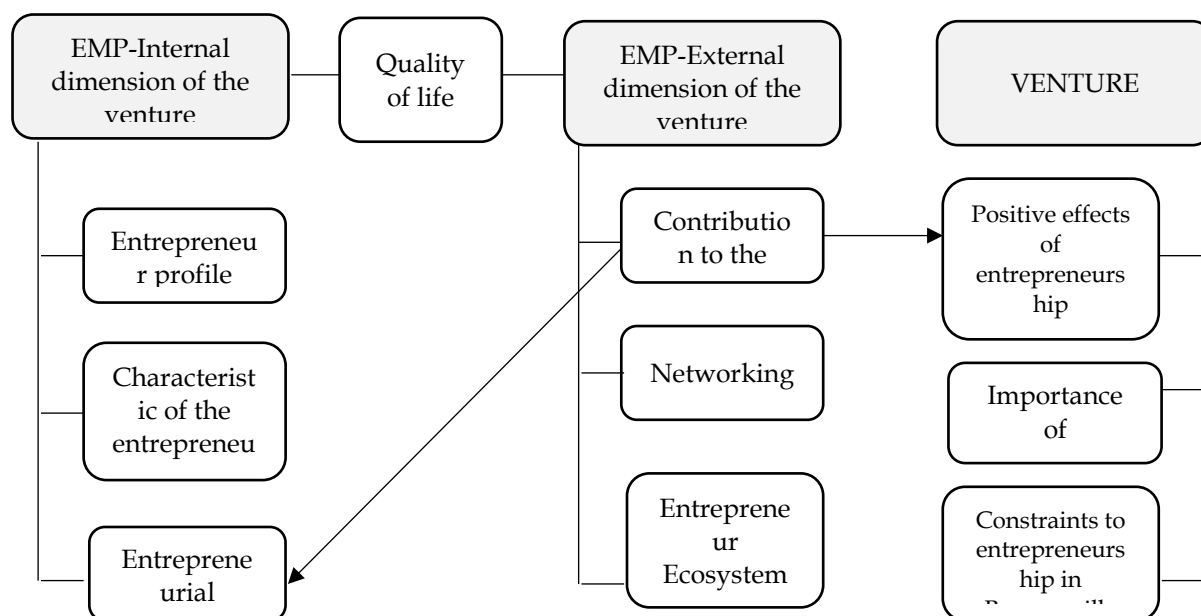 EMP-Internal
dimension of the
venture
Quality
of life
EMP-External
dimension of the
venture
VENTURE
Entrepreneu
r profile
Characterist
ic of the
entrepreneu
Entreprene
urial
Contributio
n to the
Networking
Entreprene
ur
Ecosystem
Positive effects
of
entrepreneurs
hip
Importance
of
Constraints to
entrepreneurs
hip in